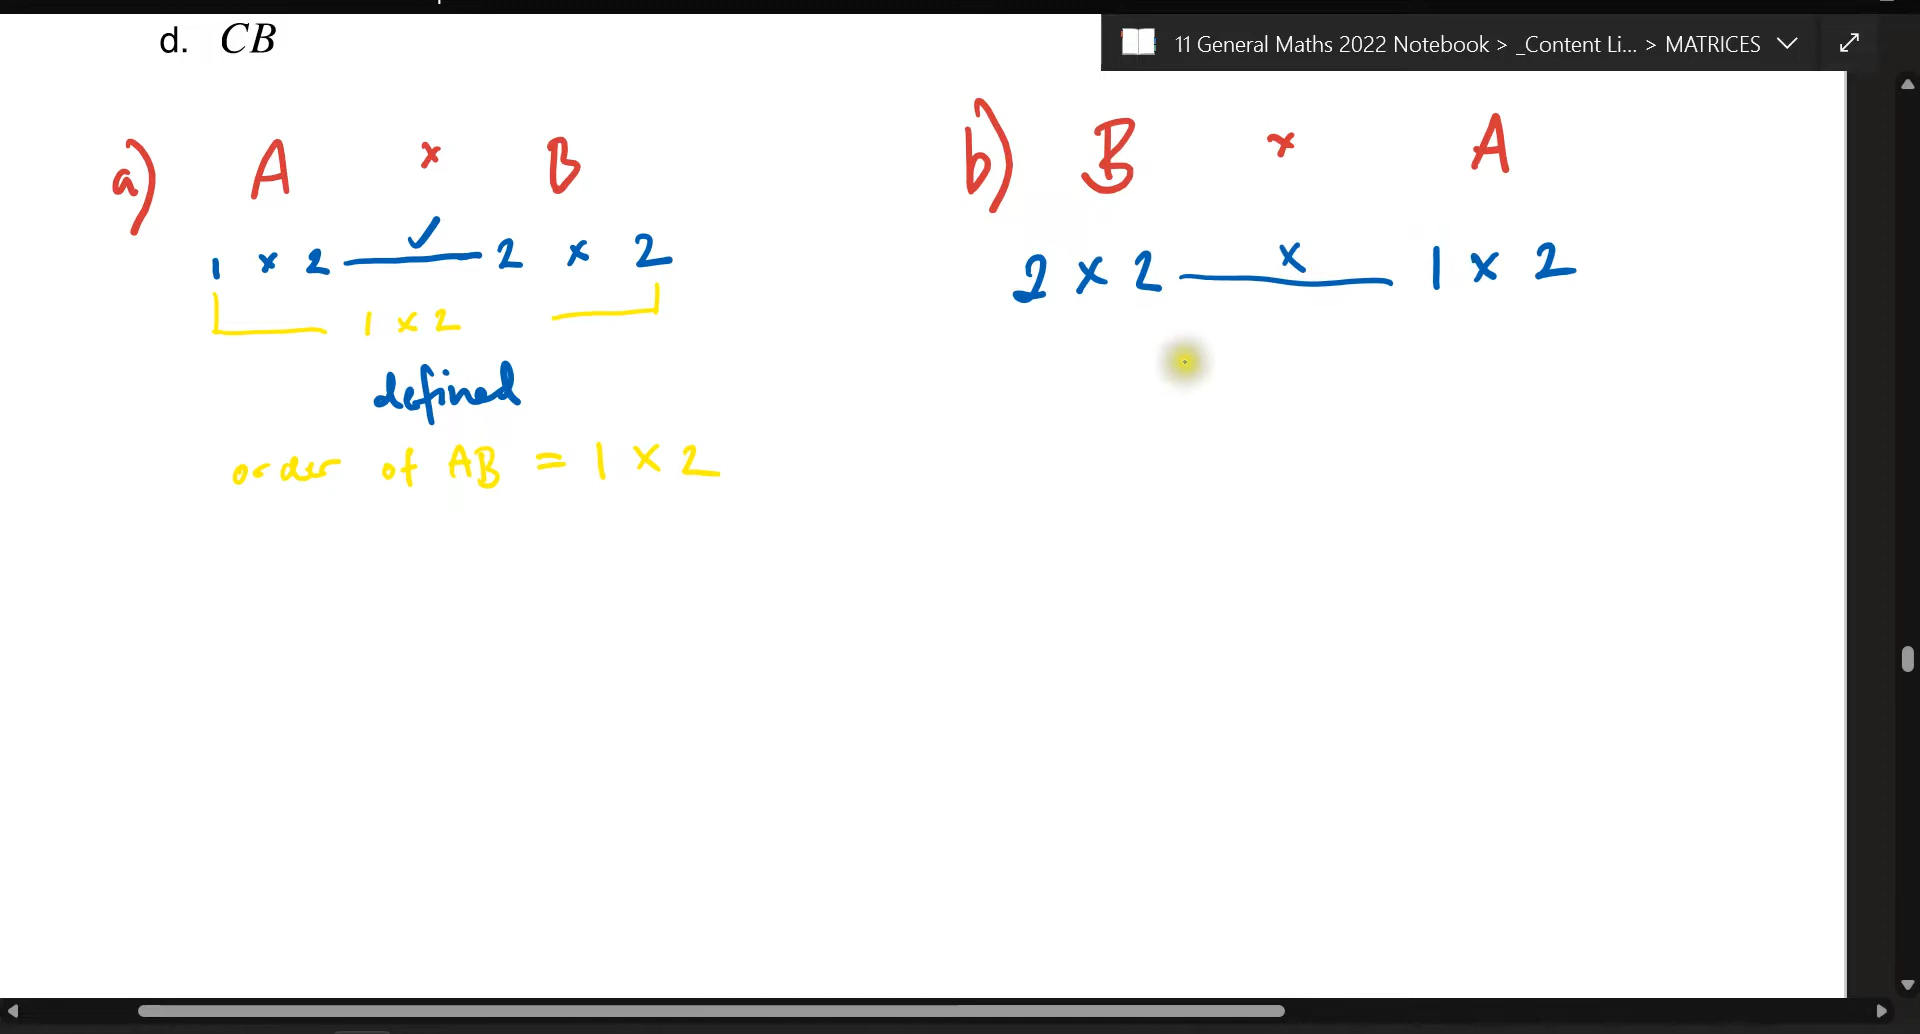 d. CB
11 General Maths 2022 Notebook > _Content Li... > MATRICES
a) A × B
1 × 2 ✓ 2 × 2
1 × 2
defined
order of AB = 1 × 2
b) B × A
2 × 2 × 1 × 2